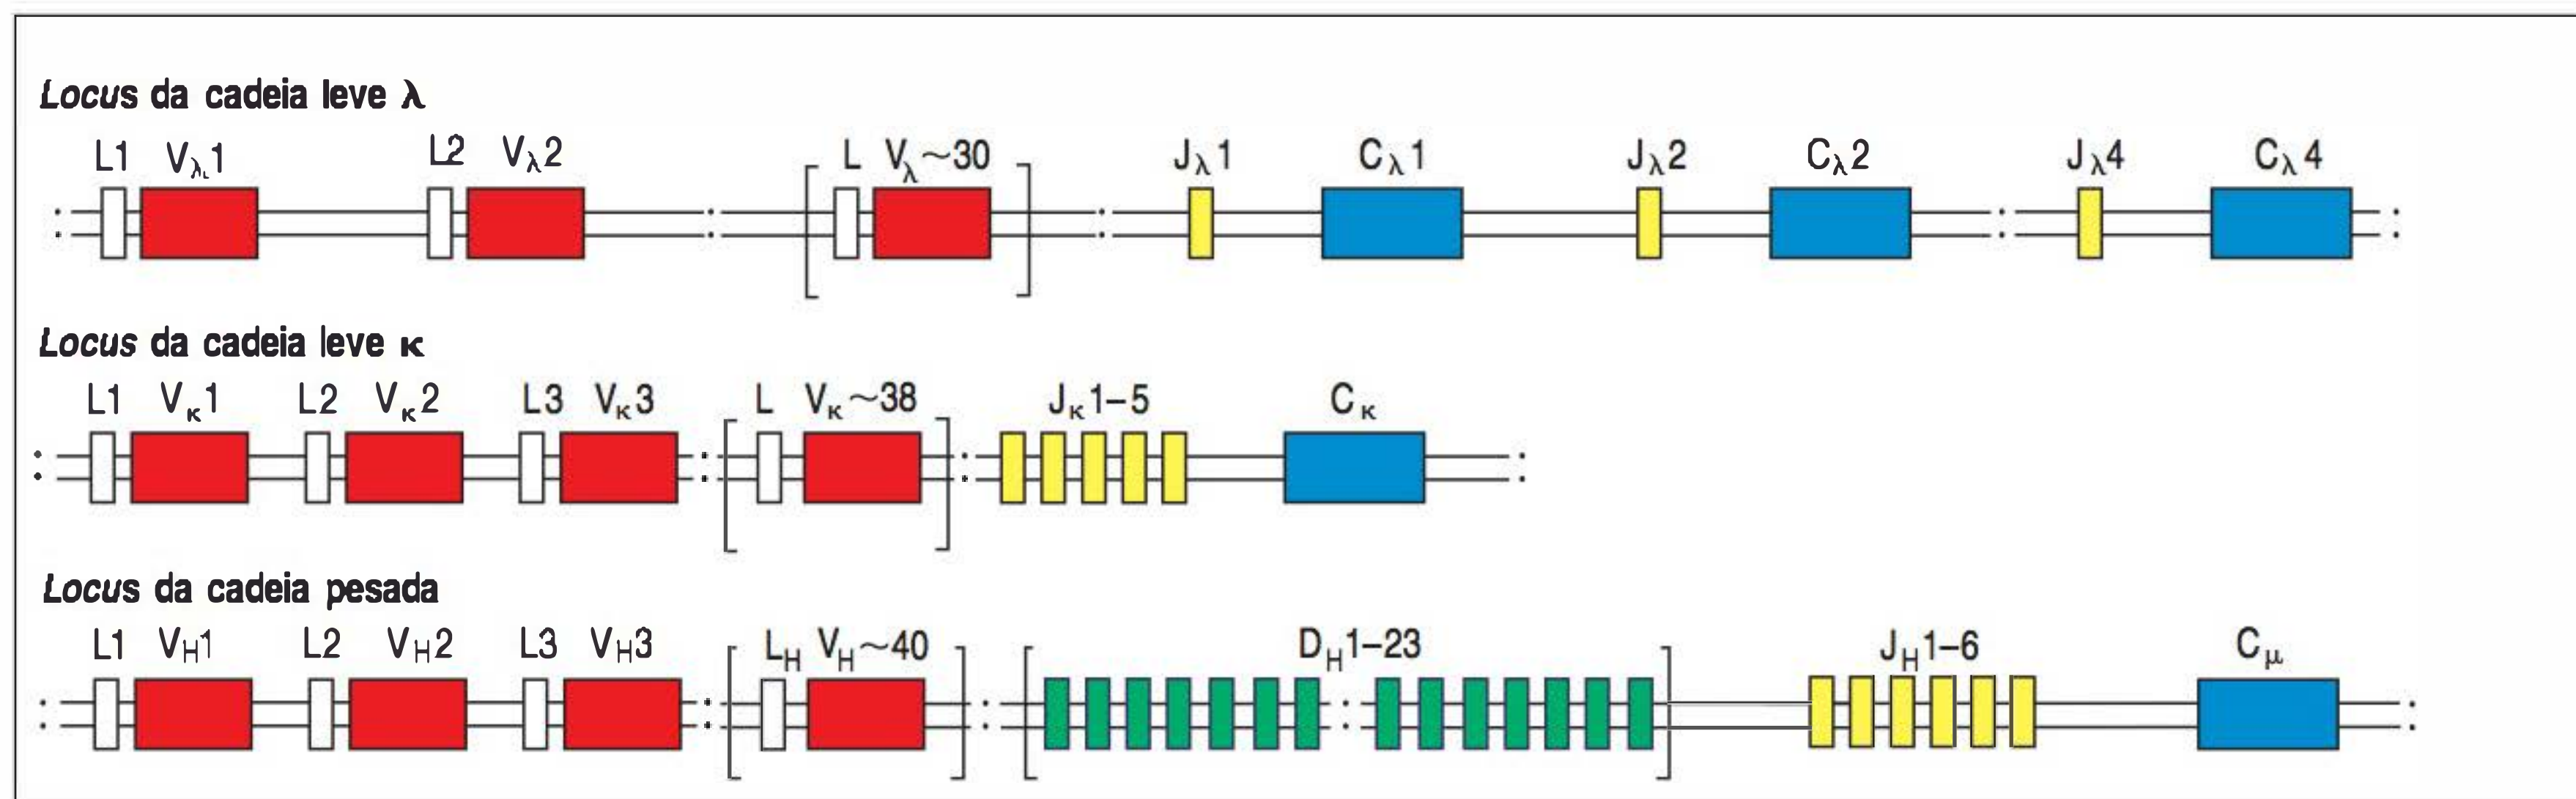 Locus da cadeia leve λ
L1 Vλ1 L2 Vλ2 L Vλ~30 Jλ1 Cλ1 Jλ2 Cλ2 Jλ4 Cλ4
Locus da cadeia leve κ
L1 Vκ1 L2 Vκ2 L3 Vκ3 L Vκ~38 Jκ1–5 Cκ
Locus da cadeia pesada
L1 VH1 L2 VH2 L3 VH3 LH VH~40 DH1–23 JH1–6 Cμ